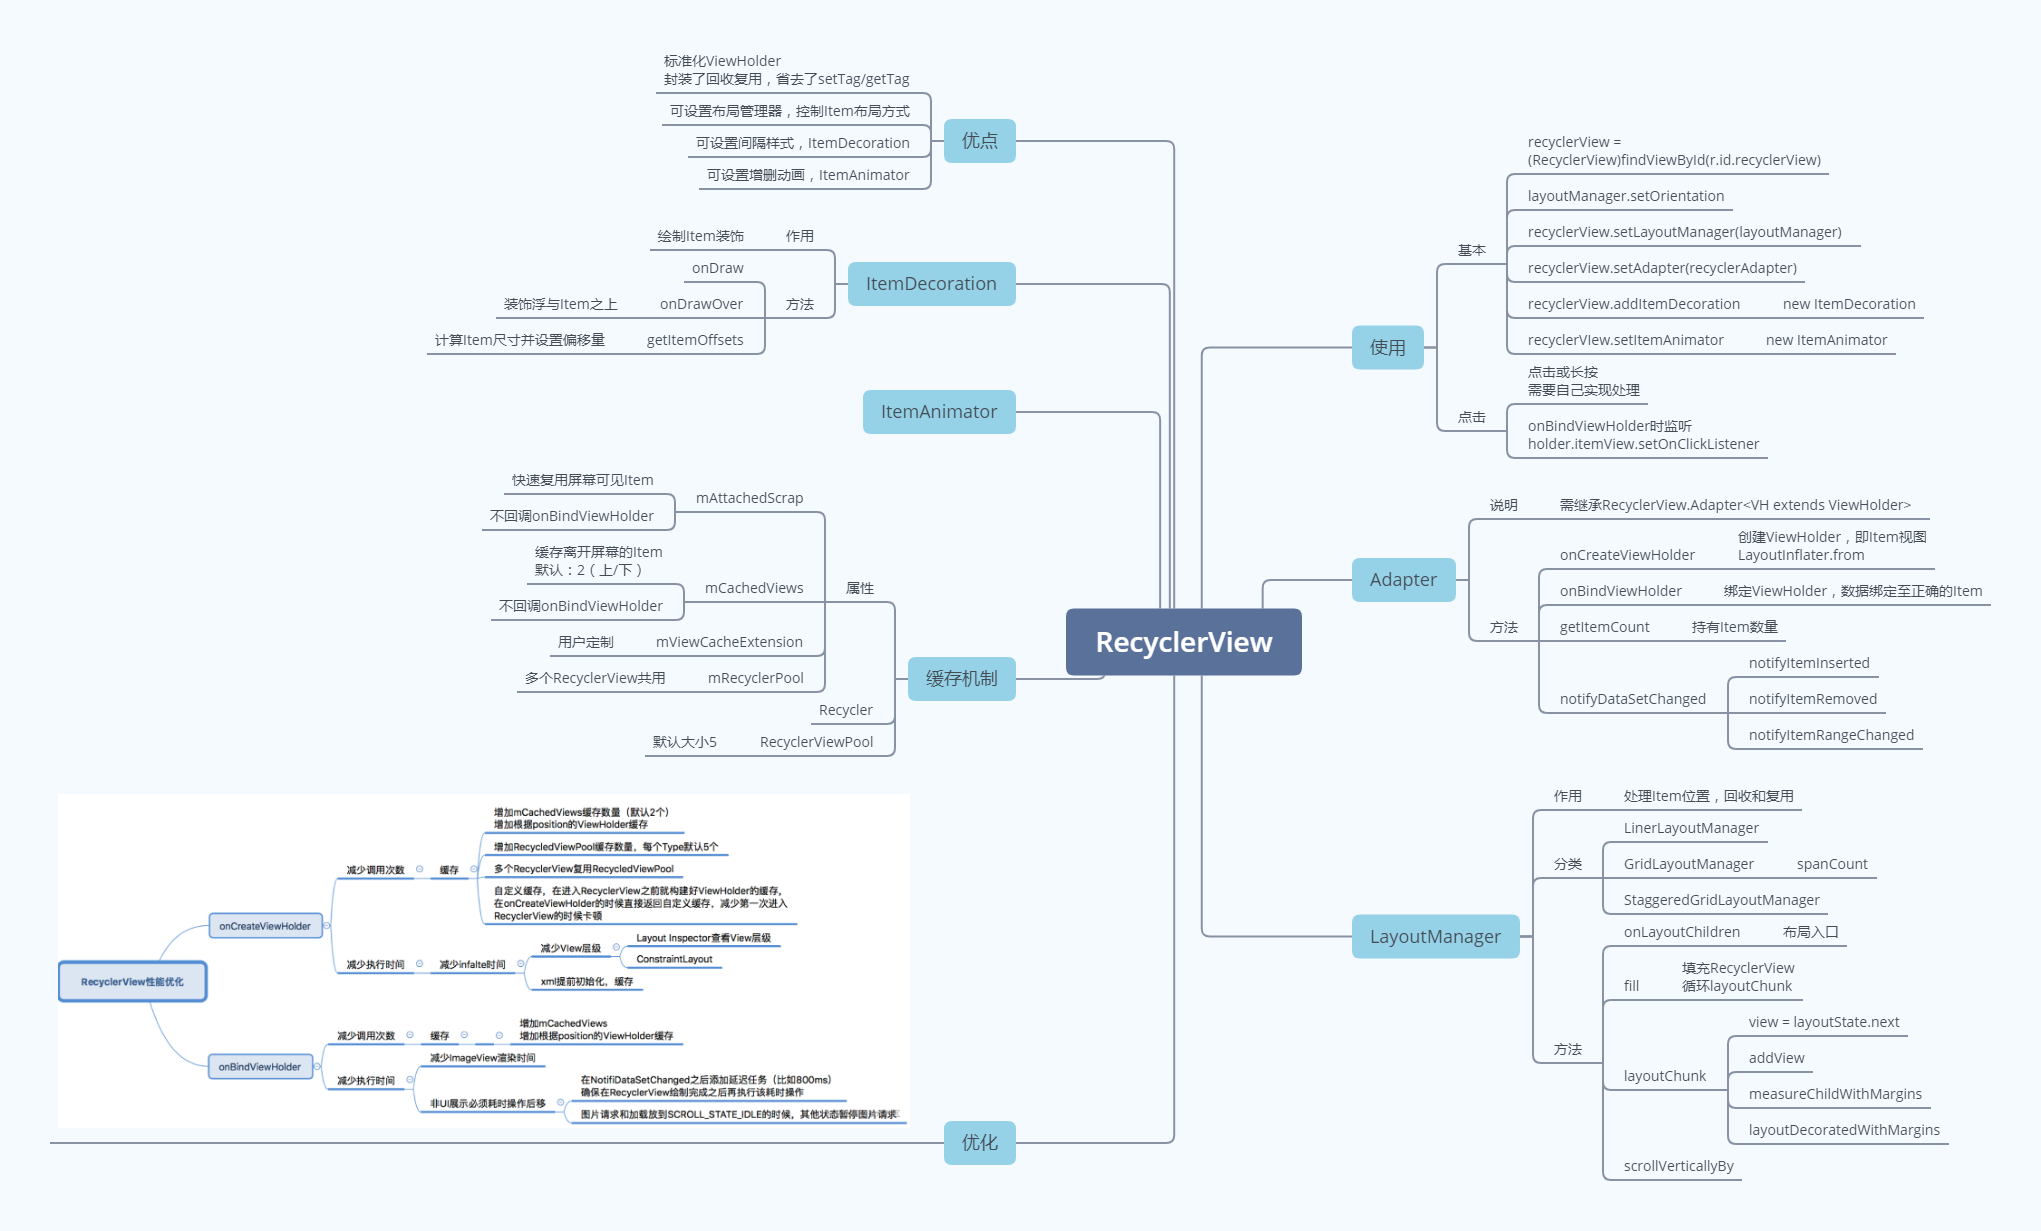 RecyclerView
优点
标准化ViewHolder
封装了回收复用，省去了setTag/getTag
可设置布局管理器，控制Item布局方式
可设置间隔样式，ItemDecoration
可设置增删动画，ItemAnimator
ItemDecoration
作用
绘制Item装饰
方法
onDraw
onDrawOver
装饰浮与Item之上
getItemOffsets
计算Item尺寸并设置偏移量
ItemAnimator
缓存机制
属性
mAttachedScrap
快速复用屏幕可见Item
不回调onBindViewHolder
mCachedViews
缓存离开屏幕的Item
默认：2（上/下）
不回调onBindViewHolder
mViewCacheExtension
用户定制
mRecyclerPool
多个RecyclerView共用
Recycler
RecyclerViewPool
默认大小5
优化
RecyclerView性能优化
onCreateViewHolder
减少调用次数
缓存
增加mCachedViews缓存数量（默认2个）
增加根据position的ViewHolder缓存
增加RecycledViewPool缓存数量，每个Type默认5个
多个RecyclerView复用RecycledViewPool
自定义缓存，在进入RecyclerView之前就构建好ViewHolder的缓存，
在onCreateViewHolder的时候直接返回自定义缓存，减少第一次进入
RecyclerView的时候卡顿
减少执行时间
减少infalte时间
减少View层级
Layout Inspector查看View层级
ConstraintLayout
xml提前初始化，缓存
onBindViewHolder
减少调用次数
缓存
增加mCachedViews
增加根据position的ViewHolder缓存
减少执行时间
减少ImageView渲染时间
非UI展示必须耗时操作后移
在NotifiDataSetChanged之后添加延迟任务（比如800ms）
确保在RecyclerView绘制完成之后再执行该耗时操作
图片请求和加载放到SCROLL_STATE_IDLE的时候，其他状态暂停图片请求
使用
基本
recyclerView =
(RecyclerView)findViewById(r.id.recyclerView)
layoutManager.setOrientation
recyclerView.setLayoutManager(layoutManager)
recyclerView.setAdapter(recyclerAdapter)
recyclerView.addItemDecoration
new ItemDecoration
recyclerVIew.setItemAnimator
new ItemAnimator
点击
点击或长按
需要自己实现处理
onBindViewHolder时监听
holder.itemView.setOnClickListener
Adapter
说明
需继承RecyclerView.Adapter<VH extends ViewHolder>
方法
onCreateViewHolder
创建ViewHolder，即Item视图
LayoutInflater.from
onBindViewHolder
绑定ViewHolder，数据绑定至正确的Item
getItemCount
持有Item数量
notifyDataSetChanged
notifyItemInserted
notifyItemRemoved
notifyItemRangeChanged
LayoutManager
作用
处理Item位置，回收和复用
分类
LinerLayoutManager
GridLayoutManager
spanCount
StaggeredGridLayoutManager
方法
onLayoutChildren
布局入口
fill
填充RecyclerView
循环layoutChunk
layoutChunk
view = layoutState.next
addView
measureChildWithMargins
layoutDecoratedWithMargins
scrollVerticallyBy